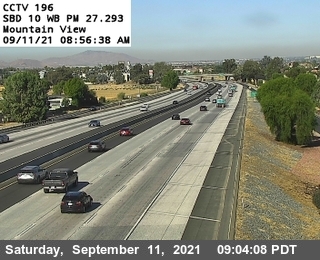 CCTV 196
SBD 10 WB PM 27.293
Mountain View
09/11/21 08:56:38 AM
Saturday, September 11, 2021 09:04:08 PDT